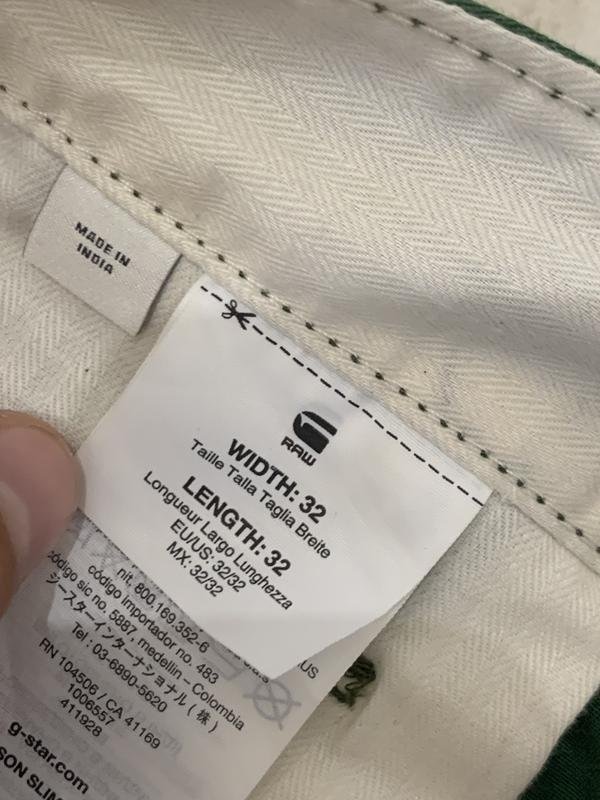 MADE IN
INDIA
RAW
WIDTH: 32
Taille Talla Taglia Breite
LENGTH: 32
Longueur Largo Lunghezza
EU/US: 32/32
MX: 32/32
US
nit. 800.169.352-6
código importador no. 483
código sic no. 5887, medellin – Colombia
ジースターインターナショナル(株)
Tel : 03-6890-5620
RN 104506 / CA 41169
1006557
411928
g-star.com
SON SLIM